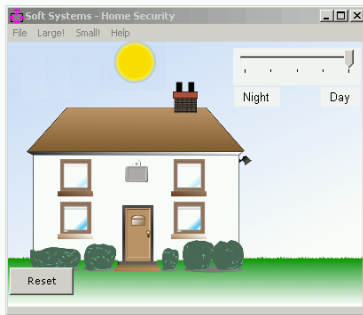 Soft Systems - Home Security
File Large! Small! Help
Night Day
Reset